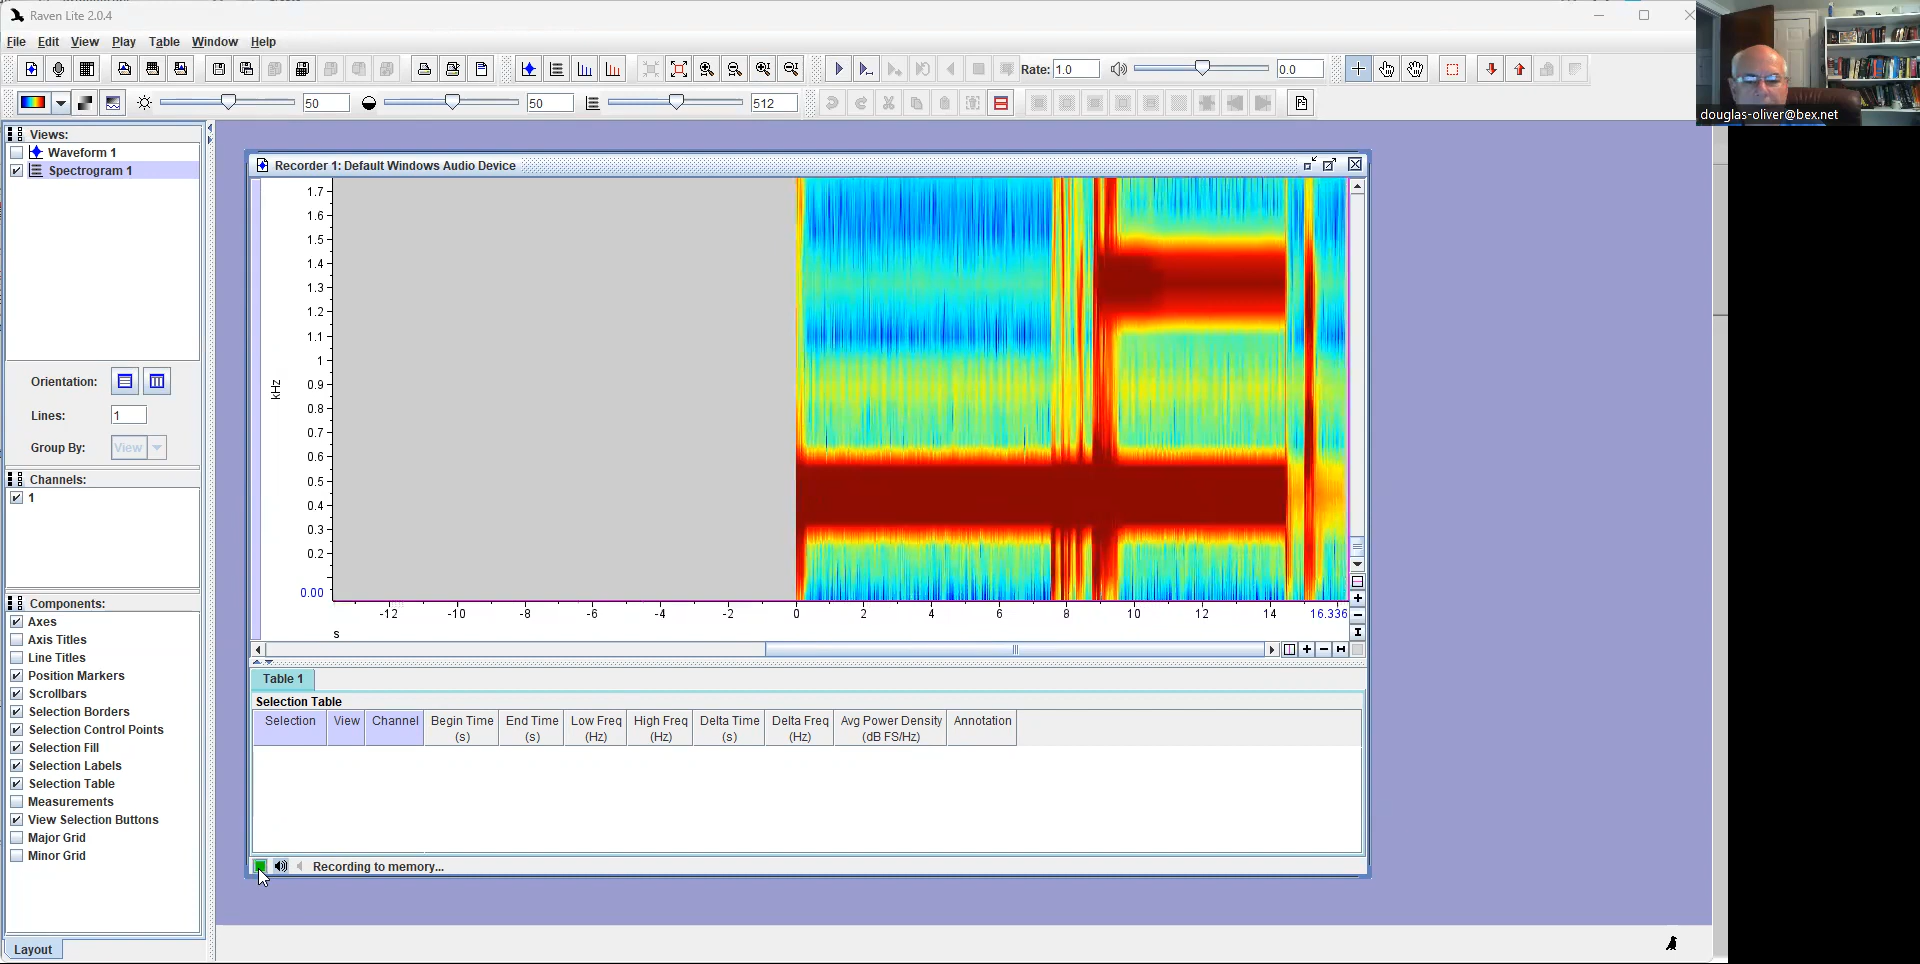 Raven Lite 2.0.4
File Edit View Play Table Window Help
Rate: 1.0 0.0
50 50 512
douglas-oliver@bex.net
Views:
Waveform 1
Spectrogram 1
Orientation:
Lines: 1
Group By: View
Channels:
1
Components:
Axes
Axis Titles
Line Titles
Position Markers
Scrollbars
Selection Borders
Selection Control Points
Selection Fill
Selection Labels
Selection Table
Measurements
View Selection Buttons
Major Grid
Minor Grid
Layout
Recorder 1: Default Windows Audio Device
kHz
1.7
1.6
1.5
1.4
1.3
1.2
1.1
1
0.9
0.8
0.7
0.6
0.5
0.4
0.3
0.2
0.00
-12 -10 -8 -6 -4 -2 0 2 4 6 8 10 12 14 16.336
s
Table 1
Selection Table
Selection View Channel Begin Time End Time Low Freq High Freq Delta Time Delta Freq Avg Power Density Annotation
(s) (s) (Hz) (Hz) (s) (Hz) (dB FS/Hz)
Recording to memory...